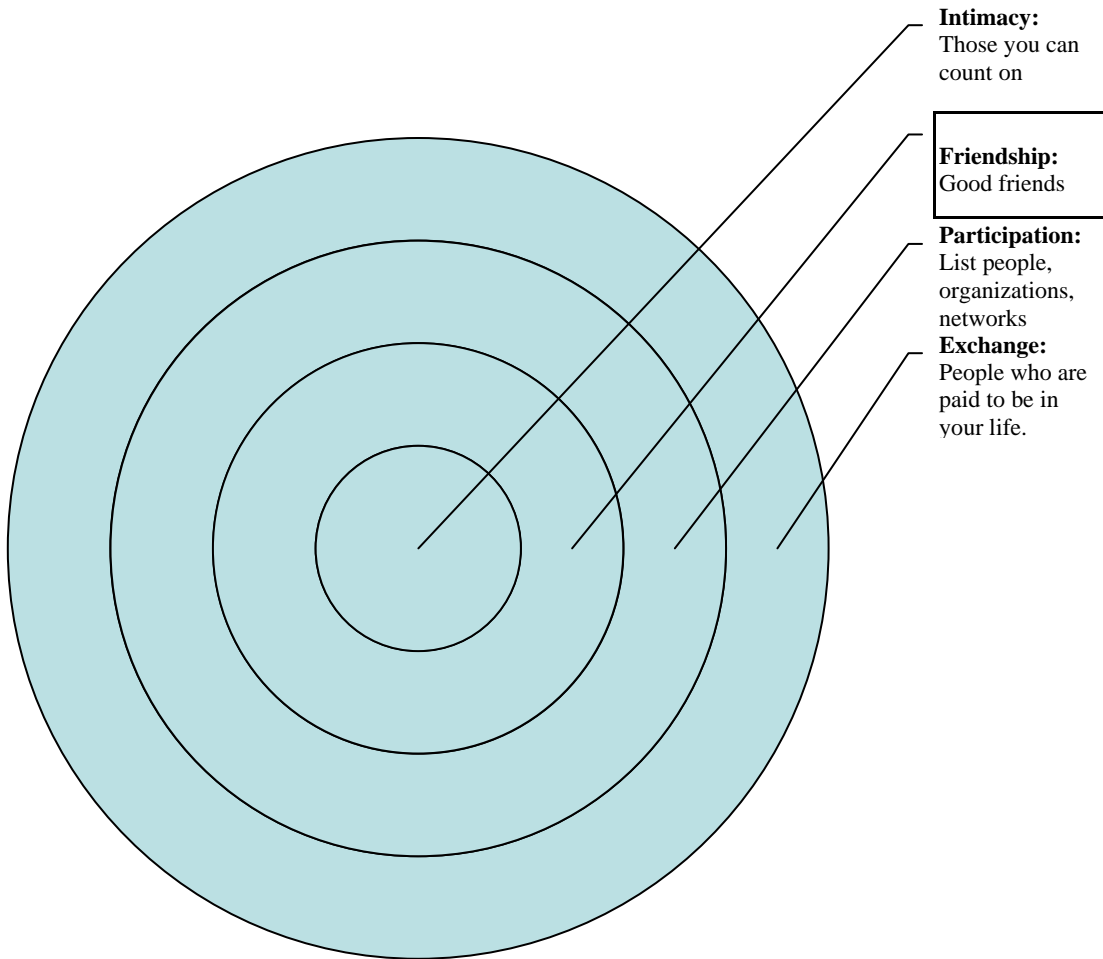 Intimacy:
Those you can
count on
Friendship:
Good friends
Participation:
List people,
organizations,
networks
Exchange:
People who are
paid to be in
your life.